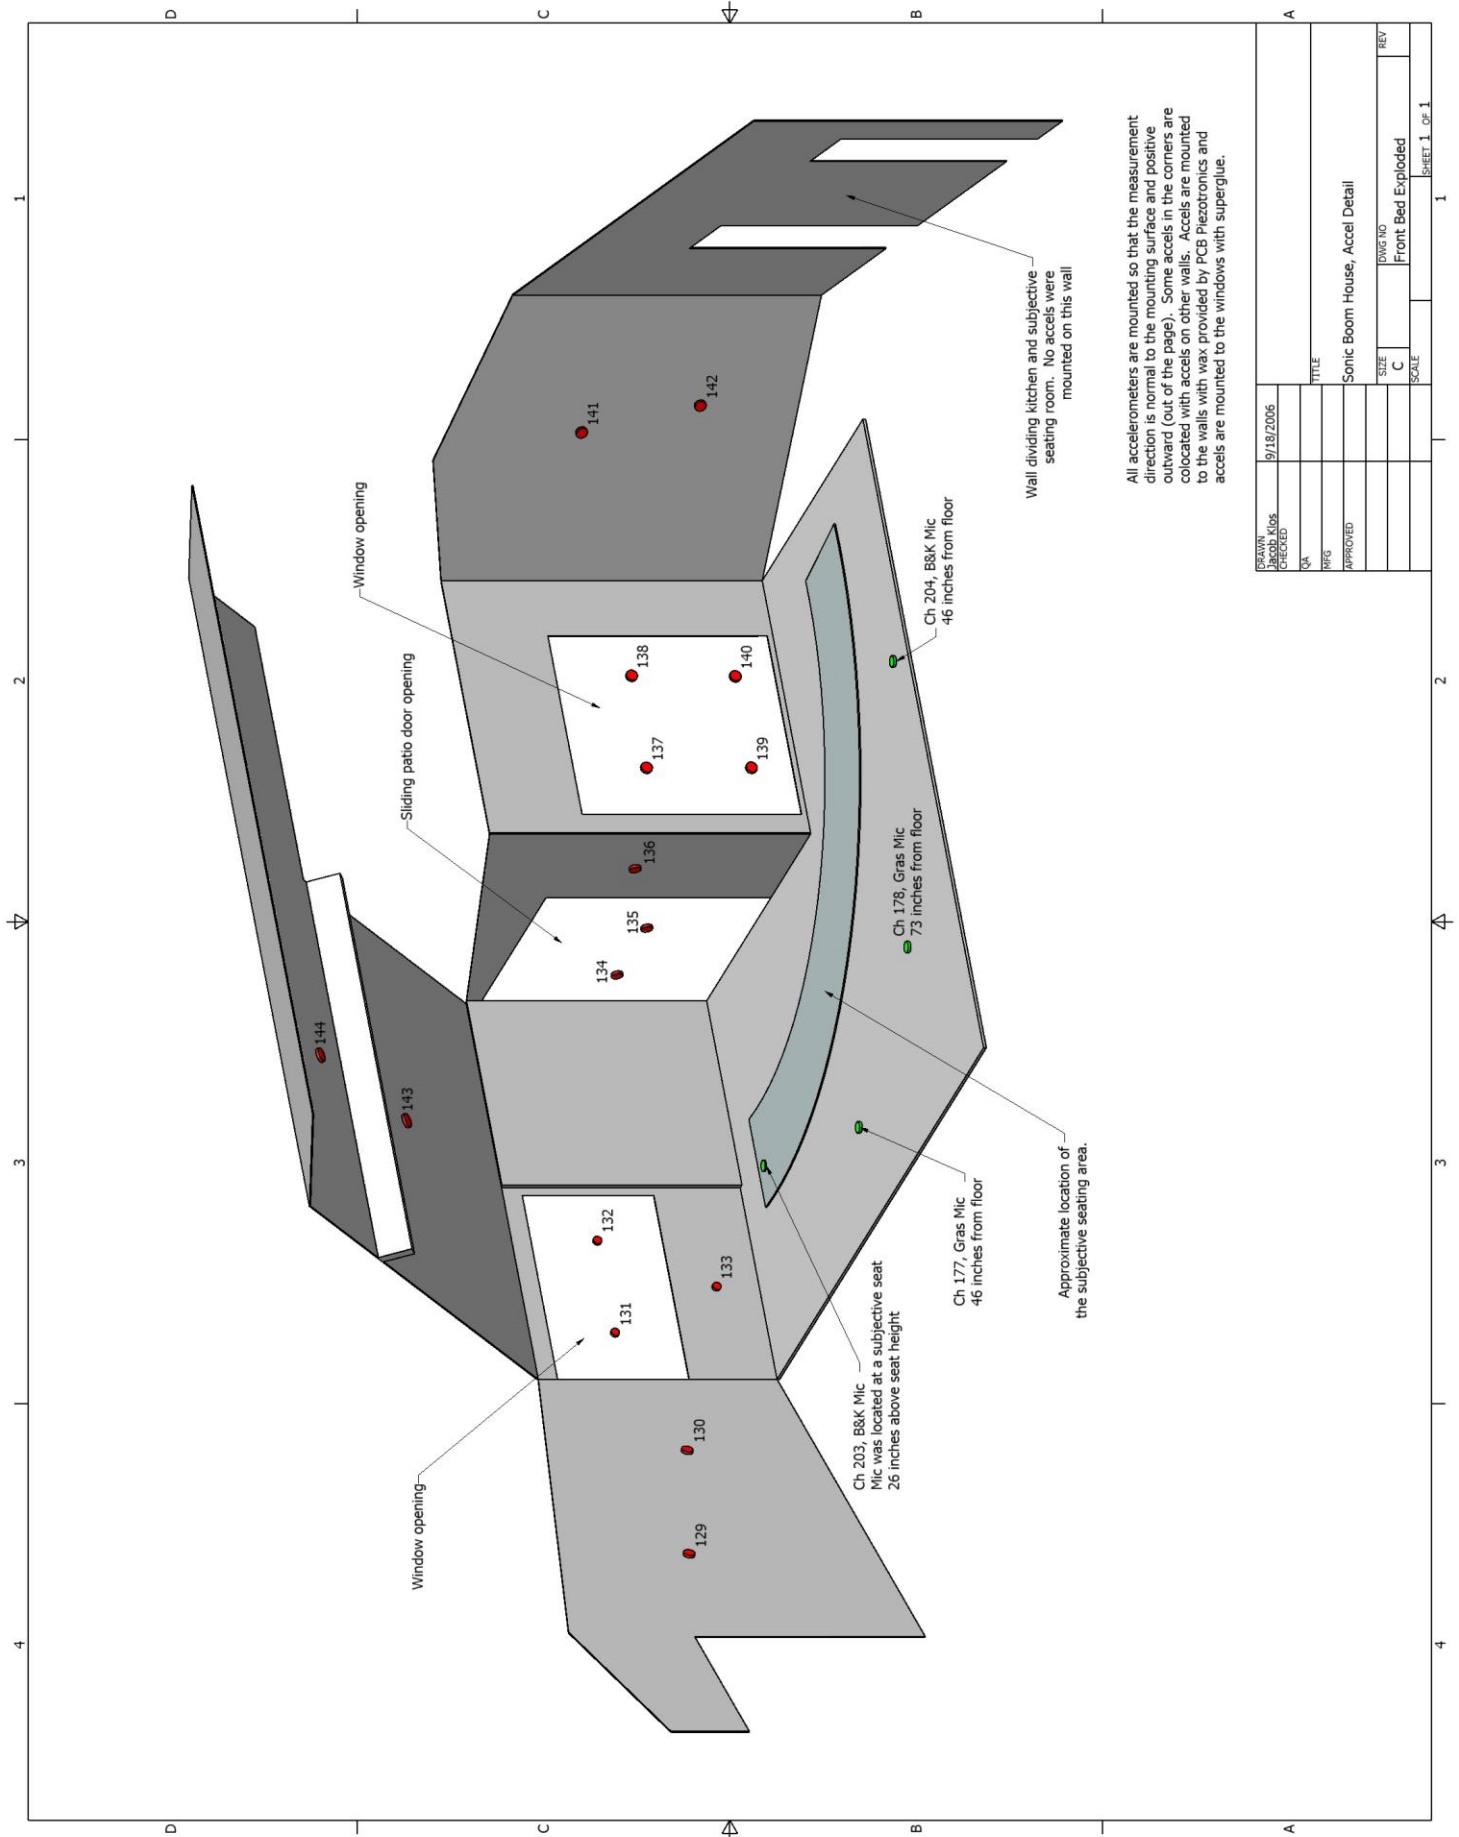 D
C
B
A
4
3
2
1
144
143
Window opening
Sliding patio door opening
Window opening
132
131
133
130
129
134
135
136
137
138
139
140
141
142
Ch 203, B&K Mic
Mic was located at a subjective seat
26 inches above seat height
Ch 177, Gras Mic
46 inches from floor
Approximate location of
the subjective seating area.
Ch 178, Gras Mic
73 inches from floor
Ch 204, B&K Mic
46 inches from floor
Wall dividing kitchen and subjective
seating room. No accels were
mounted on this wall
All accelerometers are mounted so that the measurement
direction is normal to the mounting surface and positive
outward (out of the page). Some accels in the corners are
colocated with accels on other walls. Accels are mounted
to the walls with wax provided by PCB Piezotronics and
accels are mounted to the windows with superglue.
DRAWN
Jacob Klos
9/18/2006
CHECKED
QA
MFG
APPROVED
TITLE
Sonic Boom House, Accel Detail
SIZE
C
DWG NO
Front Bed Exploded
REV
SCALE
SHEET 1 OF 1
D
C
B
A
4
3
2
1